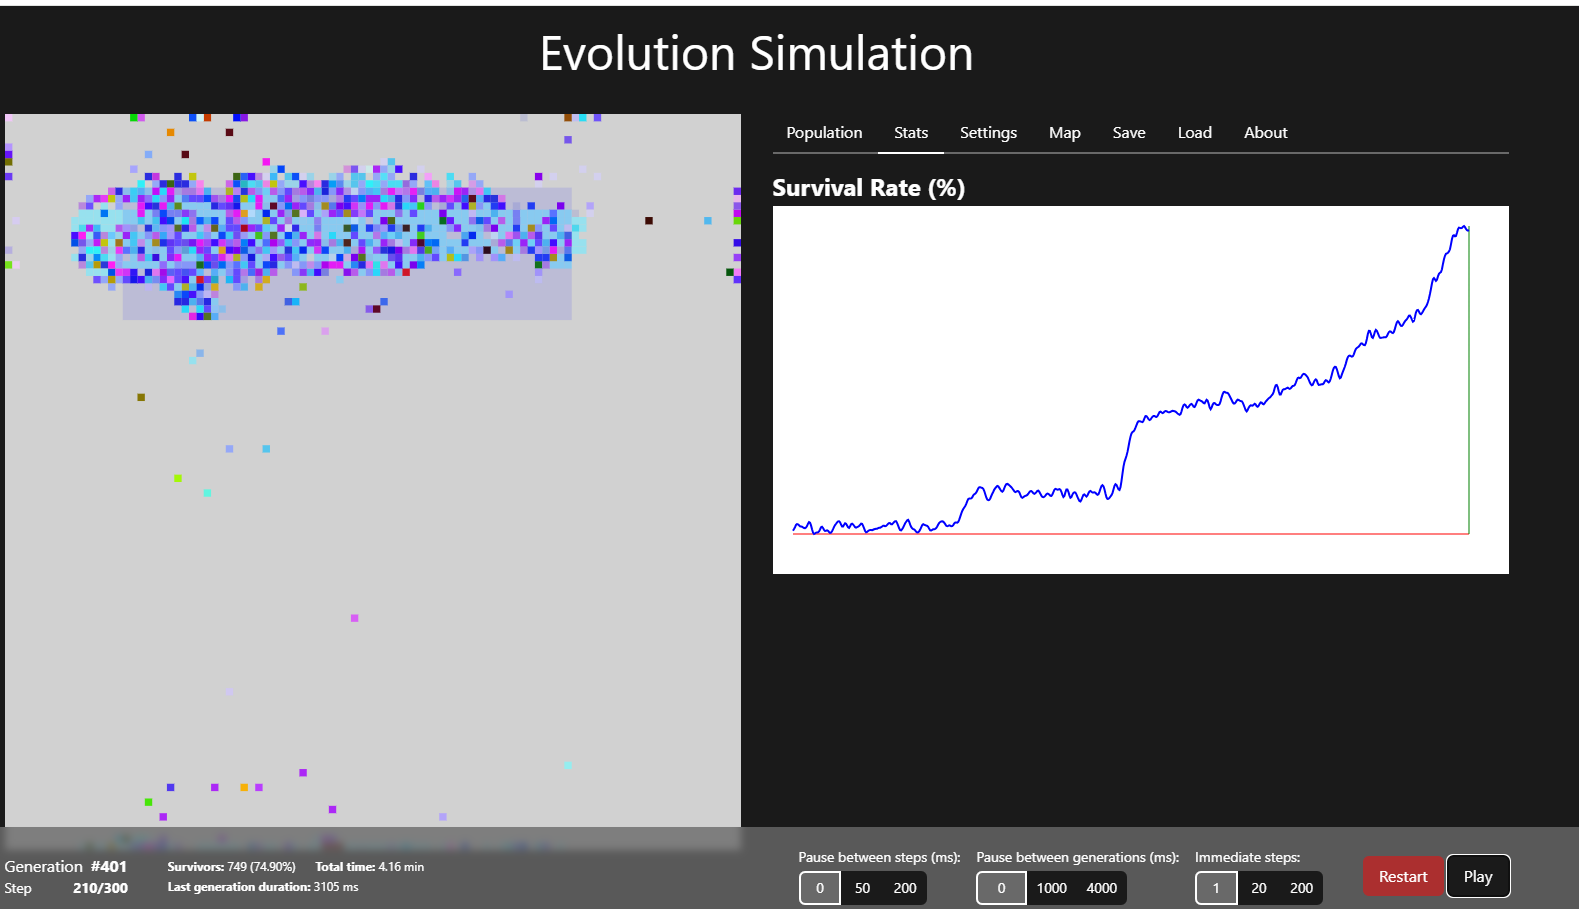 Evolution Simulation
Population Stats Settings Map Save Load About
Survival Rate (%)
Generation #401
Step 210/300
Survivors: 749 (74.90%) Total time: 4.16 min
Last generation duration: 3105 ms
Pause between steps (ms):
0 50 200
Pause between generations (ms):
0 1000 4000
Immediate steps:
1 20 200
Restart
Play